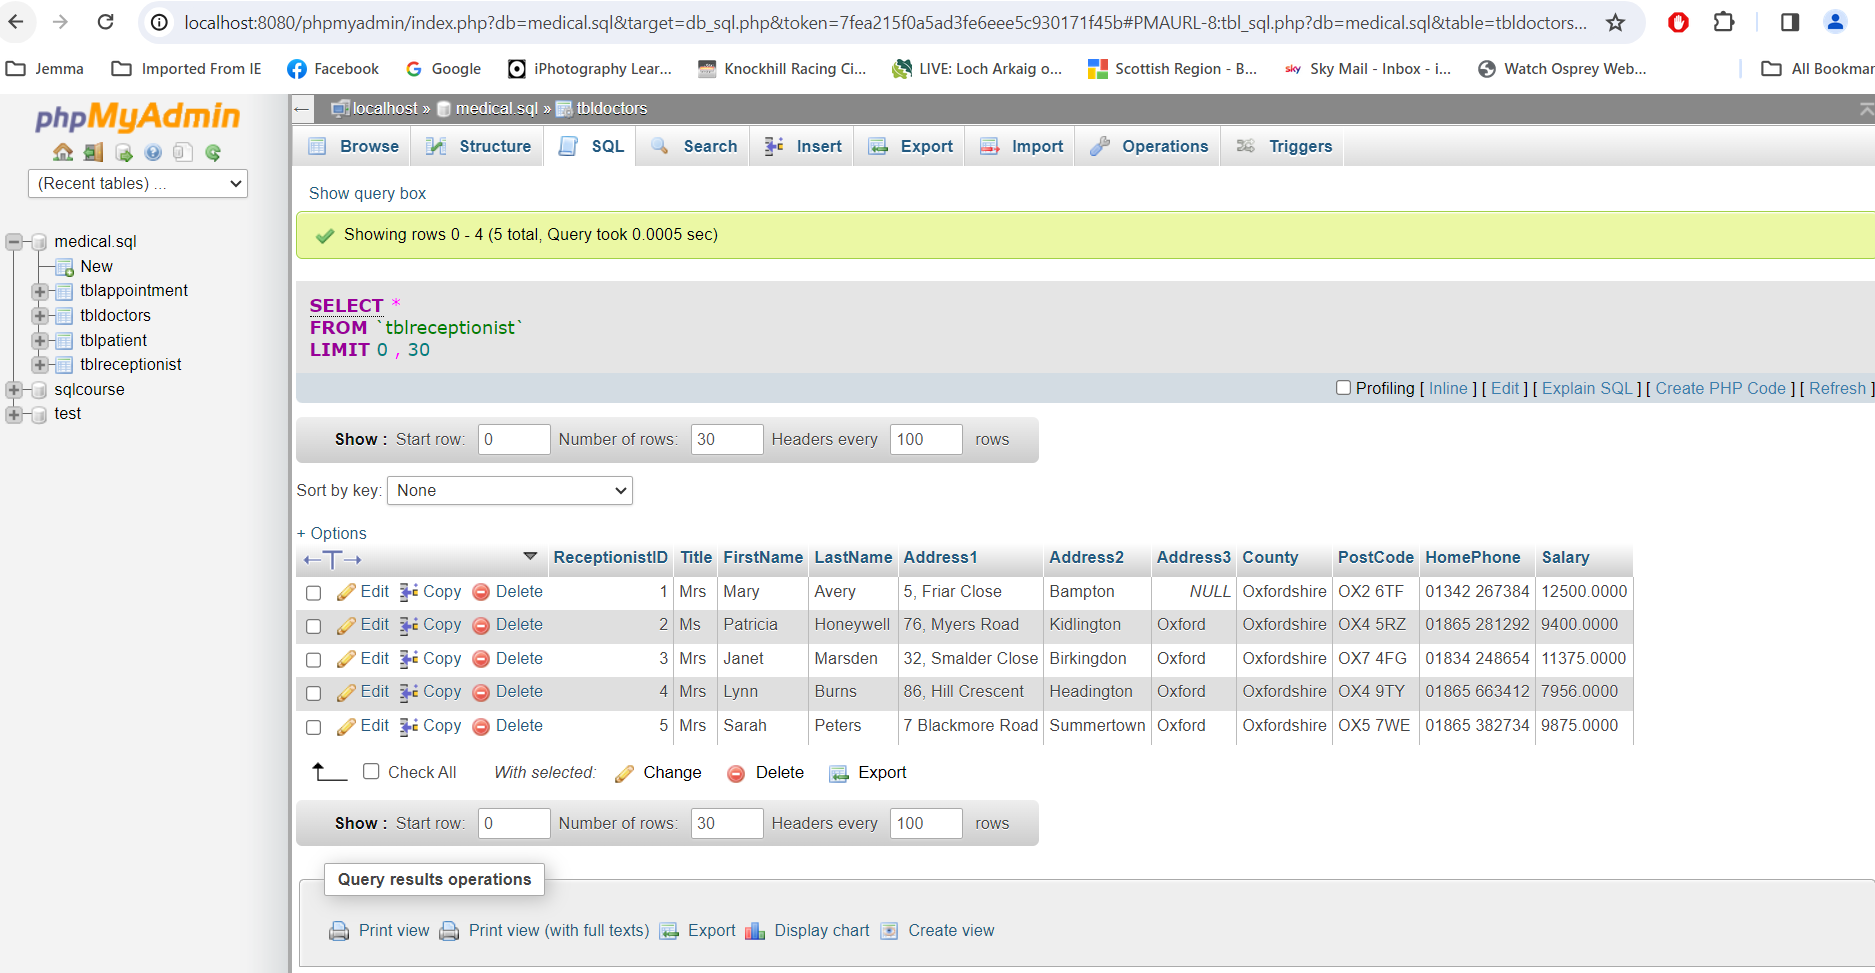 localhost:8080/phpmyadmin/index.php?db=medical.sql&target=db_sql.php&token=7fea215f0a5ad3fe6eee5c930171f45b#PMAURL-8:tbl_sql.php?db=medical.sql&table=tbldoctors...
Jemma Imported From IE Facebook Google iPhotography Lear... Knockhill Racing Ci... LIVE: Loch Arkaig o... Scottish Region - B... sky Sky Mail - Inbox - i... Watch Osprey Web... All Bookmar
phpMyAdmin
(Recent tables) ...
medical.sql
New
tblappointment
tbldoctors
tblpatient
tblreceptionist
sqlcourse
test
localhost » medical.sql » tbldoctors
Browse Structure SQL Search Insert Export Import Operations Triggers
Show query box
Showing rows 0 - 4 (5 total, Query took 0.0005 sec)
SELECT *
FROM `tblreceptionist`
LIMIT 0 , 30
Profiling [ Inline ] [ Edit ] [ Explain SQL ] [ Create PHP Code ] [ Refresh ]
Show : Start row: 0 Number of rows: 30 Headers every 100 rows
Sort by key: None
+ Options
ReceptionistID Title FirstName LastName Address1 Address2 Address3 County PostCode HomePhone Salary
Edit Copy Delete 1 Mrs Mary Avery 5, Friar Close Bampton NULL Oxfordshire OX2 6TF 01342 267384 12500.0000
Edit Copy Delete 2 Ms Patricia Honeywell 76, Myers Road Kidlington Oxford Oxfordshire OX4 5RZ 01865 281292 9400.0000
Edit Copy Delete 3 Mrs Janet Marsden 32, Smalder Close Birkingdon Oxford Oxfordshire OX7 4FG 01834 248654 11375.0000
Edit Copy Delete 4 Mrs Lynn Burns 86, Hill Crescent Headington Oxford Oxfordshire OX4 9TY 01865 663412 7956.0000
Edit Copy Delete 5 Mrs Sarah Peters 7 Blackmore Road Summertown Oxford Oxfordshire OX5 7WE 01865 382734 9875.0000
Check All With selected: Change Delete Export
Show : Start row: 0 Number of rows: 30 Headers every 100 rows
Query results operations
Print view Print view (with full texts) Export Display chart Create view